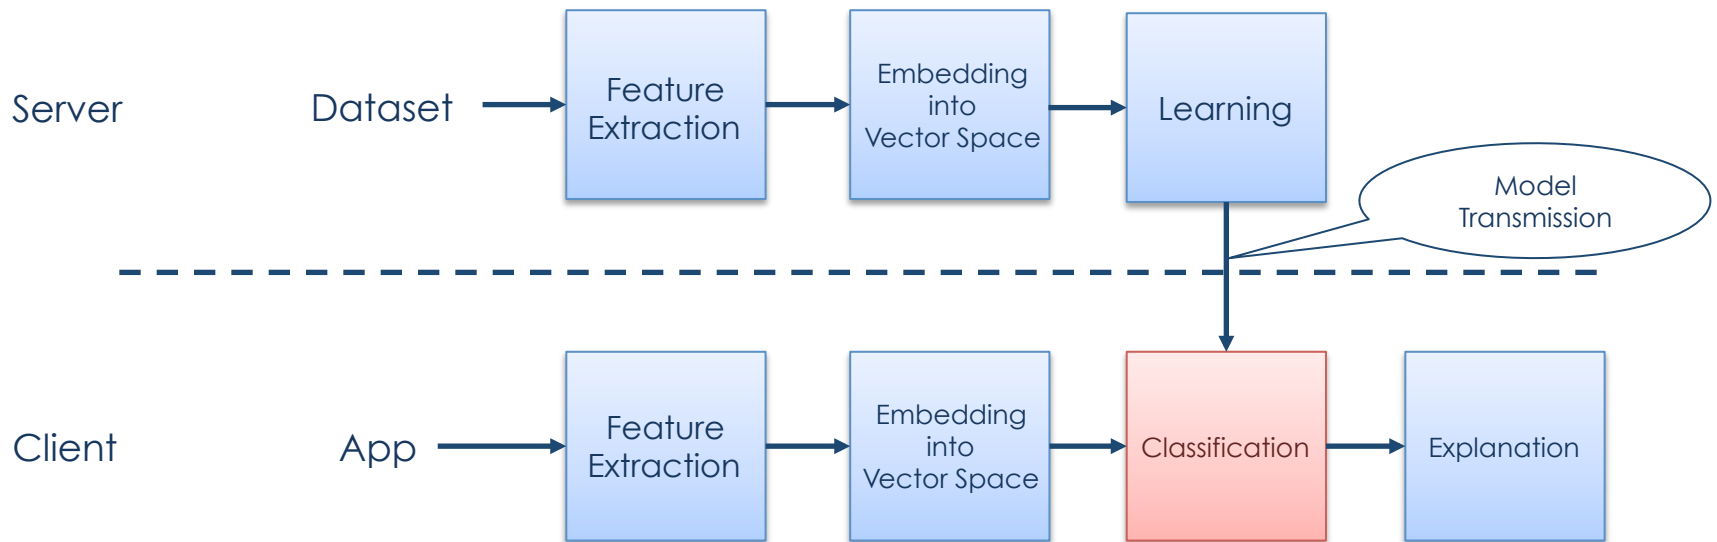 Server
Dataset
Feature
Extraction
Embedding
into
Vector Space
Learning
Model
Transmission
Client
App
Feature
Extraction
Embedding
into
Vector Space
Classification
Explanation